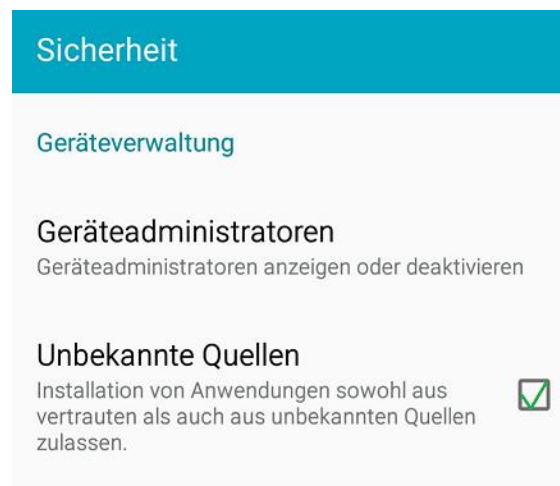 Sicherheit
Geräteverwaltung
Geräteadministratoren
Geräteadministratoren anzeigen oder deaktivieren
Unbekannte Quellen
Installation von Anwendungen sowohl aus
vertrauten als auch aus unbekannten Quellen
zulassen.